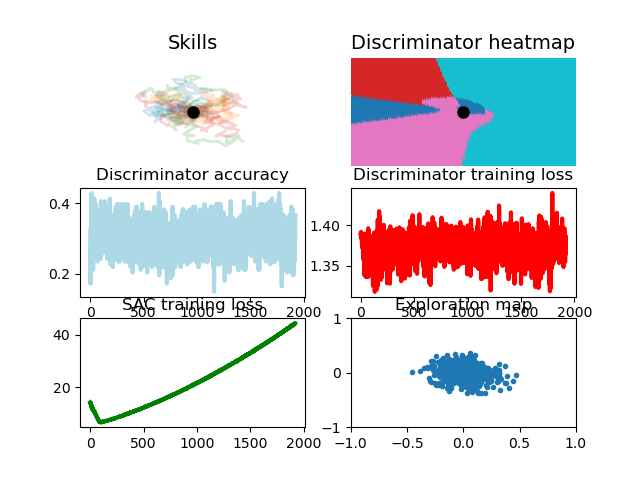 Skills
Discriminator heatmap
Discriminator accuracy
0.4
0.2
0 500 1000 1500 2000
Discriminator training loss
1.40
1.35
0 500 1000 1500 2000
SAC training loss
40
20
0 500 1000 1500 2000
Exploration map
1
0
−1
−1.0 −0.5 0.0 0.5 1.0